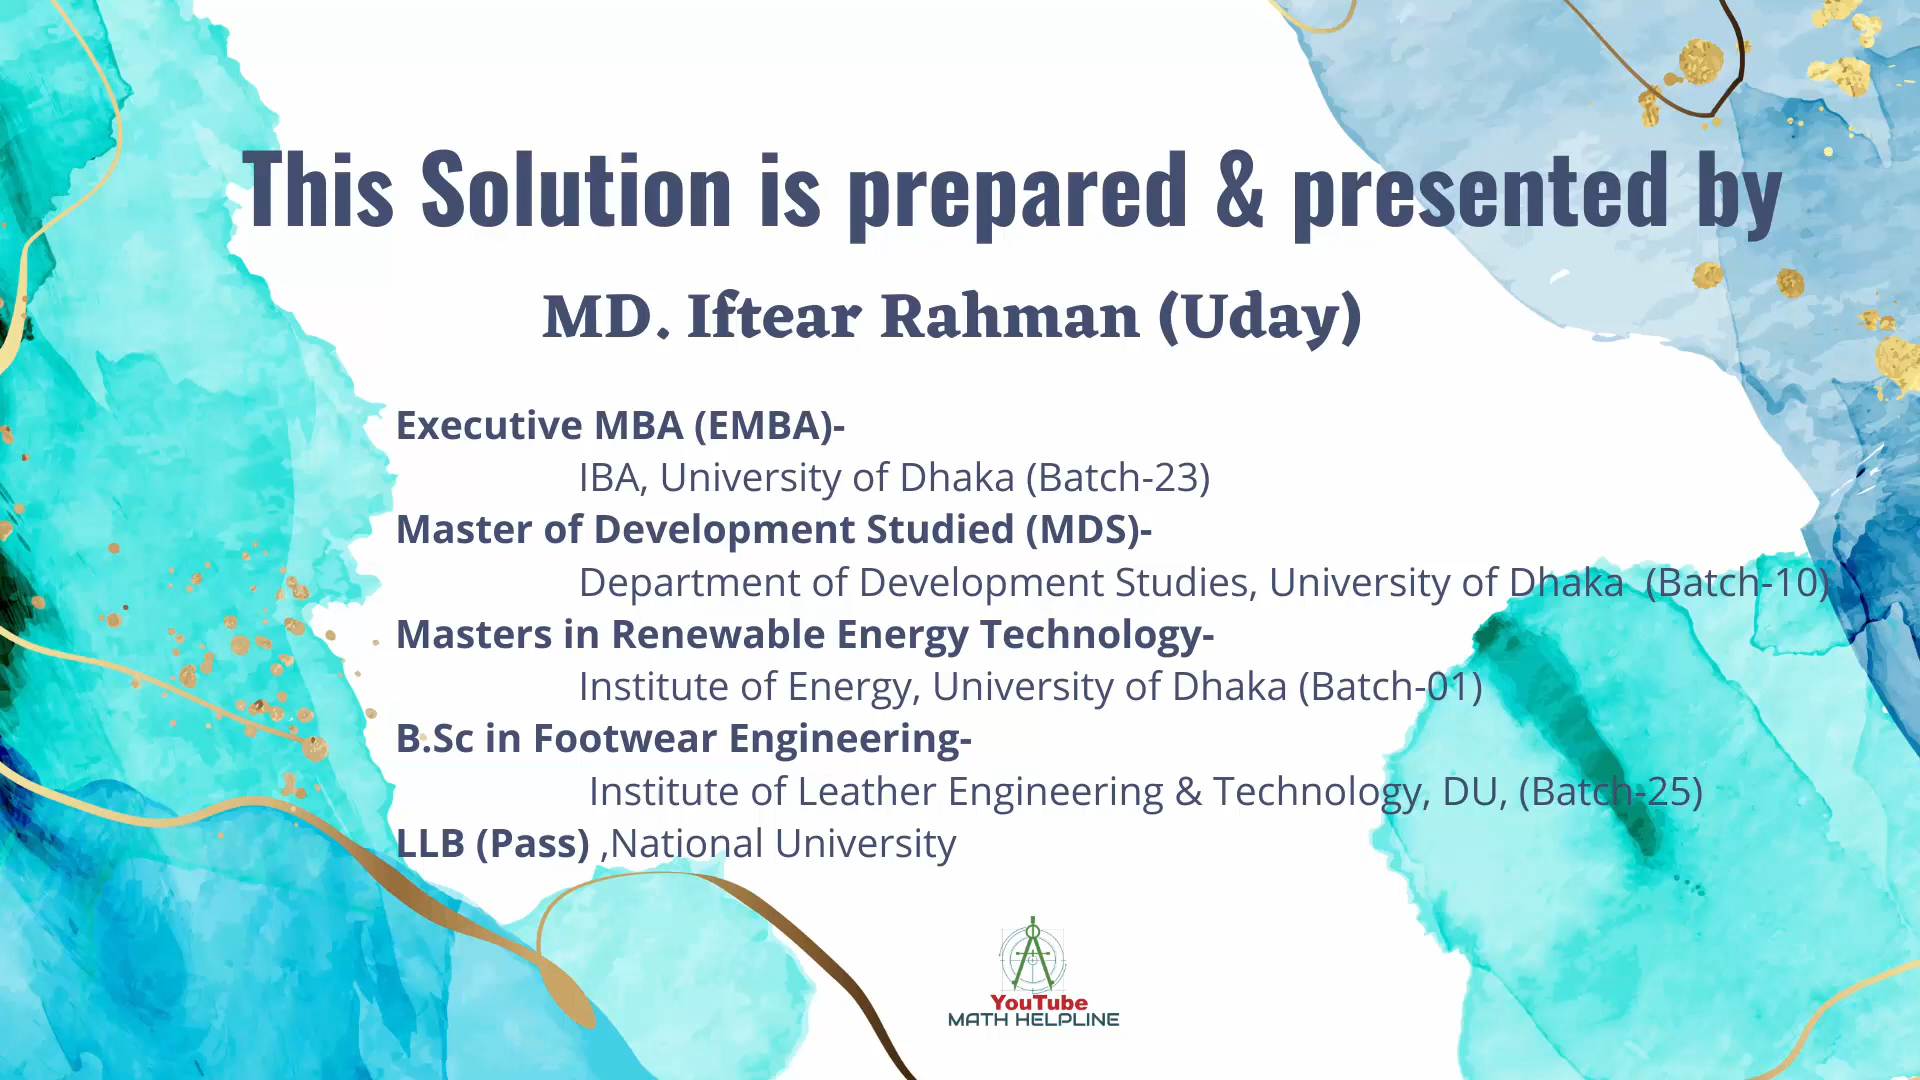 This Solution is prepared & presented by
MD. Iftear Rahman (Uday)
Executive MBA (EMBA)-
IBA, University of Dhaka (Batch-23)
Master of Development Studied (MDS)-
Department of Development Studies, University of Dhaka (Batch-10)
Masters in Renewable Energy Technology-
Institute of Energy, University of Dhaka (Batch-01)
B.Sc in Footwear Engineering-
Institute of Leather Engineering & Technology, DU, (Batch-25)
LLB (Pass) ,National University
YouTube
MATH HELPLINE